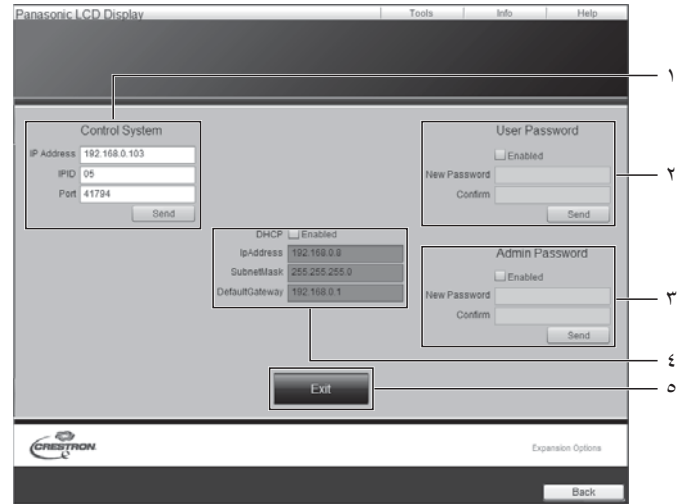 Panasonic LCD Display
Tools Info Help
١
Control System
IP Address 192.168.0.103
IPID 05
Port 41794
Send
User Password
Enabled
New Password
Confirm
Send
٢
DHCP Enabled
IpAddress 192.168.0.8
SubnetMask 255.255.255.0
DefaultGateway 192.168.0.1
Admin Password
Enabled
New Password
Confirm
Send
٣
٤
Exit
٥
CRESTRON
Expansion Options
Back